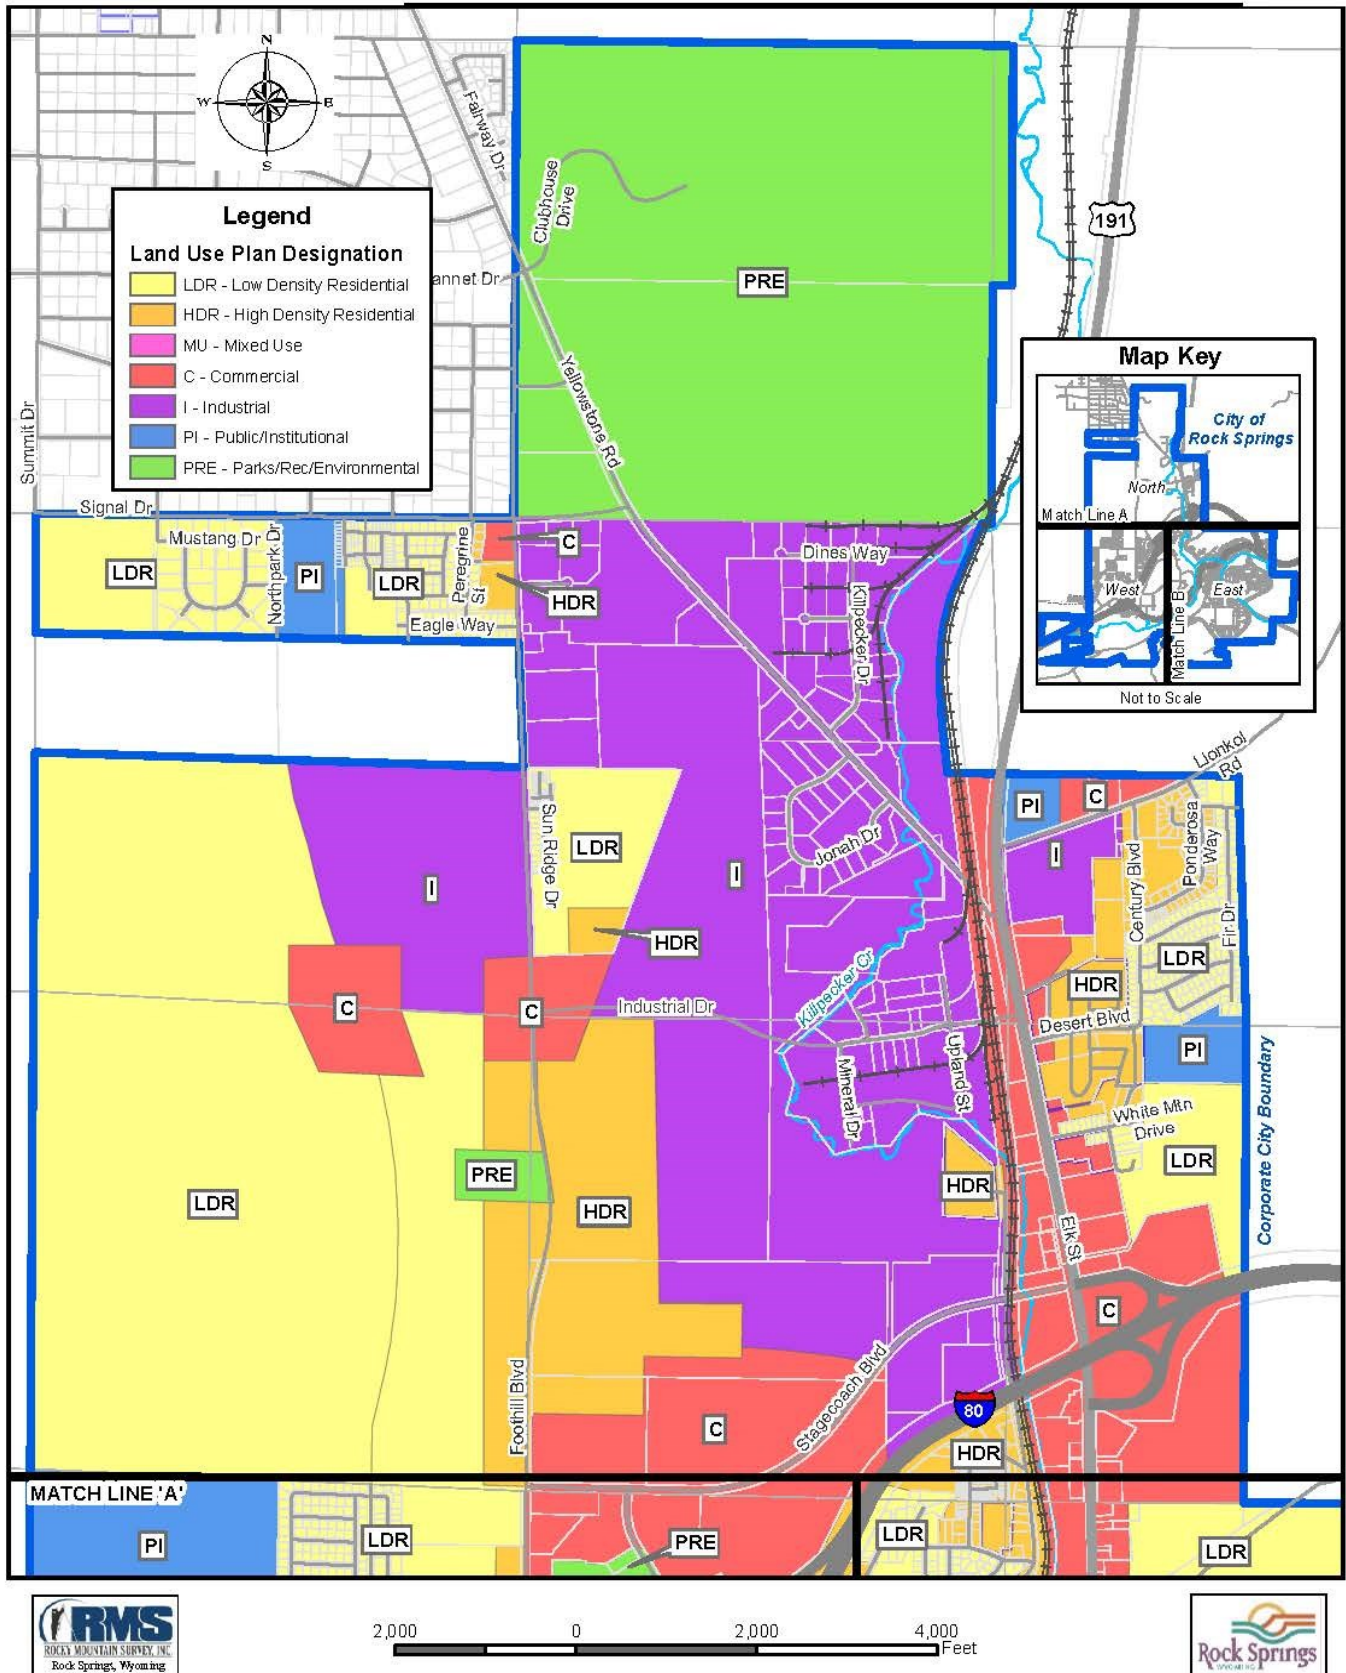 N
W
E
S
Fairway Dr
Clubhouse
Drive
191
Legend
Land Use Plan Designation
LDR - Low Density Residential
HDR - High Density Residential
MU - Mixed Use
C - Commercial
I - Industrial
PI - Public/Institutional
PRE - Parks/Rec/Environmental
annet Dr
PRE
Yellowstone Rd
Summit Dr
Map Key
City of
Rock Springs
North
Match Line A
West
East
Match Line B
Not to Scale
Signal Dr
Mustang Dr
LDR
Northpark Dr
PI
LDR
Peregrine
St
Eagle Way
C
HDR
Dines Way
Killpecker Dr
Lionkol
Rd
PI
C
I
Sun Ridge Dr
LDR
I
Jonah Dr
I
Century Blvd
Ponderosa
Way
Fir Dr
LDR
HDR
HDR
C
C
Industrial Dr
Killpecker Cr
Desert Blvd
PI
Mineral Dr
Upland St
White Mtn
Drive
Corporate City Boundary
LDR
PRE
LDR
HDR
HDR
Elk St
C
Foothill Blvd
Stagecoach Blvd
C
80
HDR
MATCH LINE 'A'
PI
LDR
PRE
LDR
LDR
RMS
ROCKY MOUNTAIN SURVEY, INC
Rock Springs, Wyoming
2,000
0
2,000
4,000
Feet
Rock Springs
WYOMING